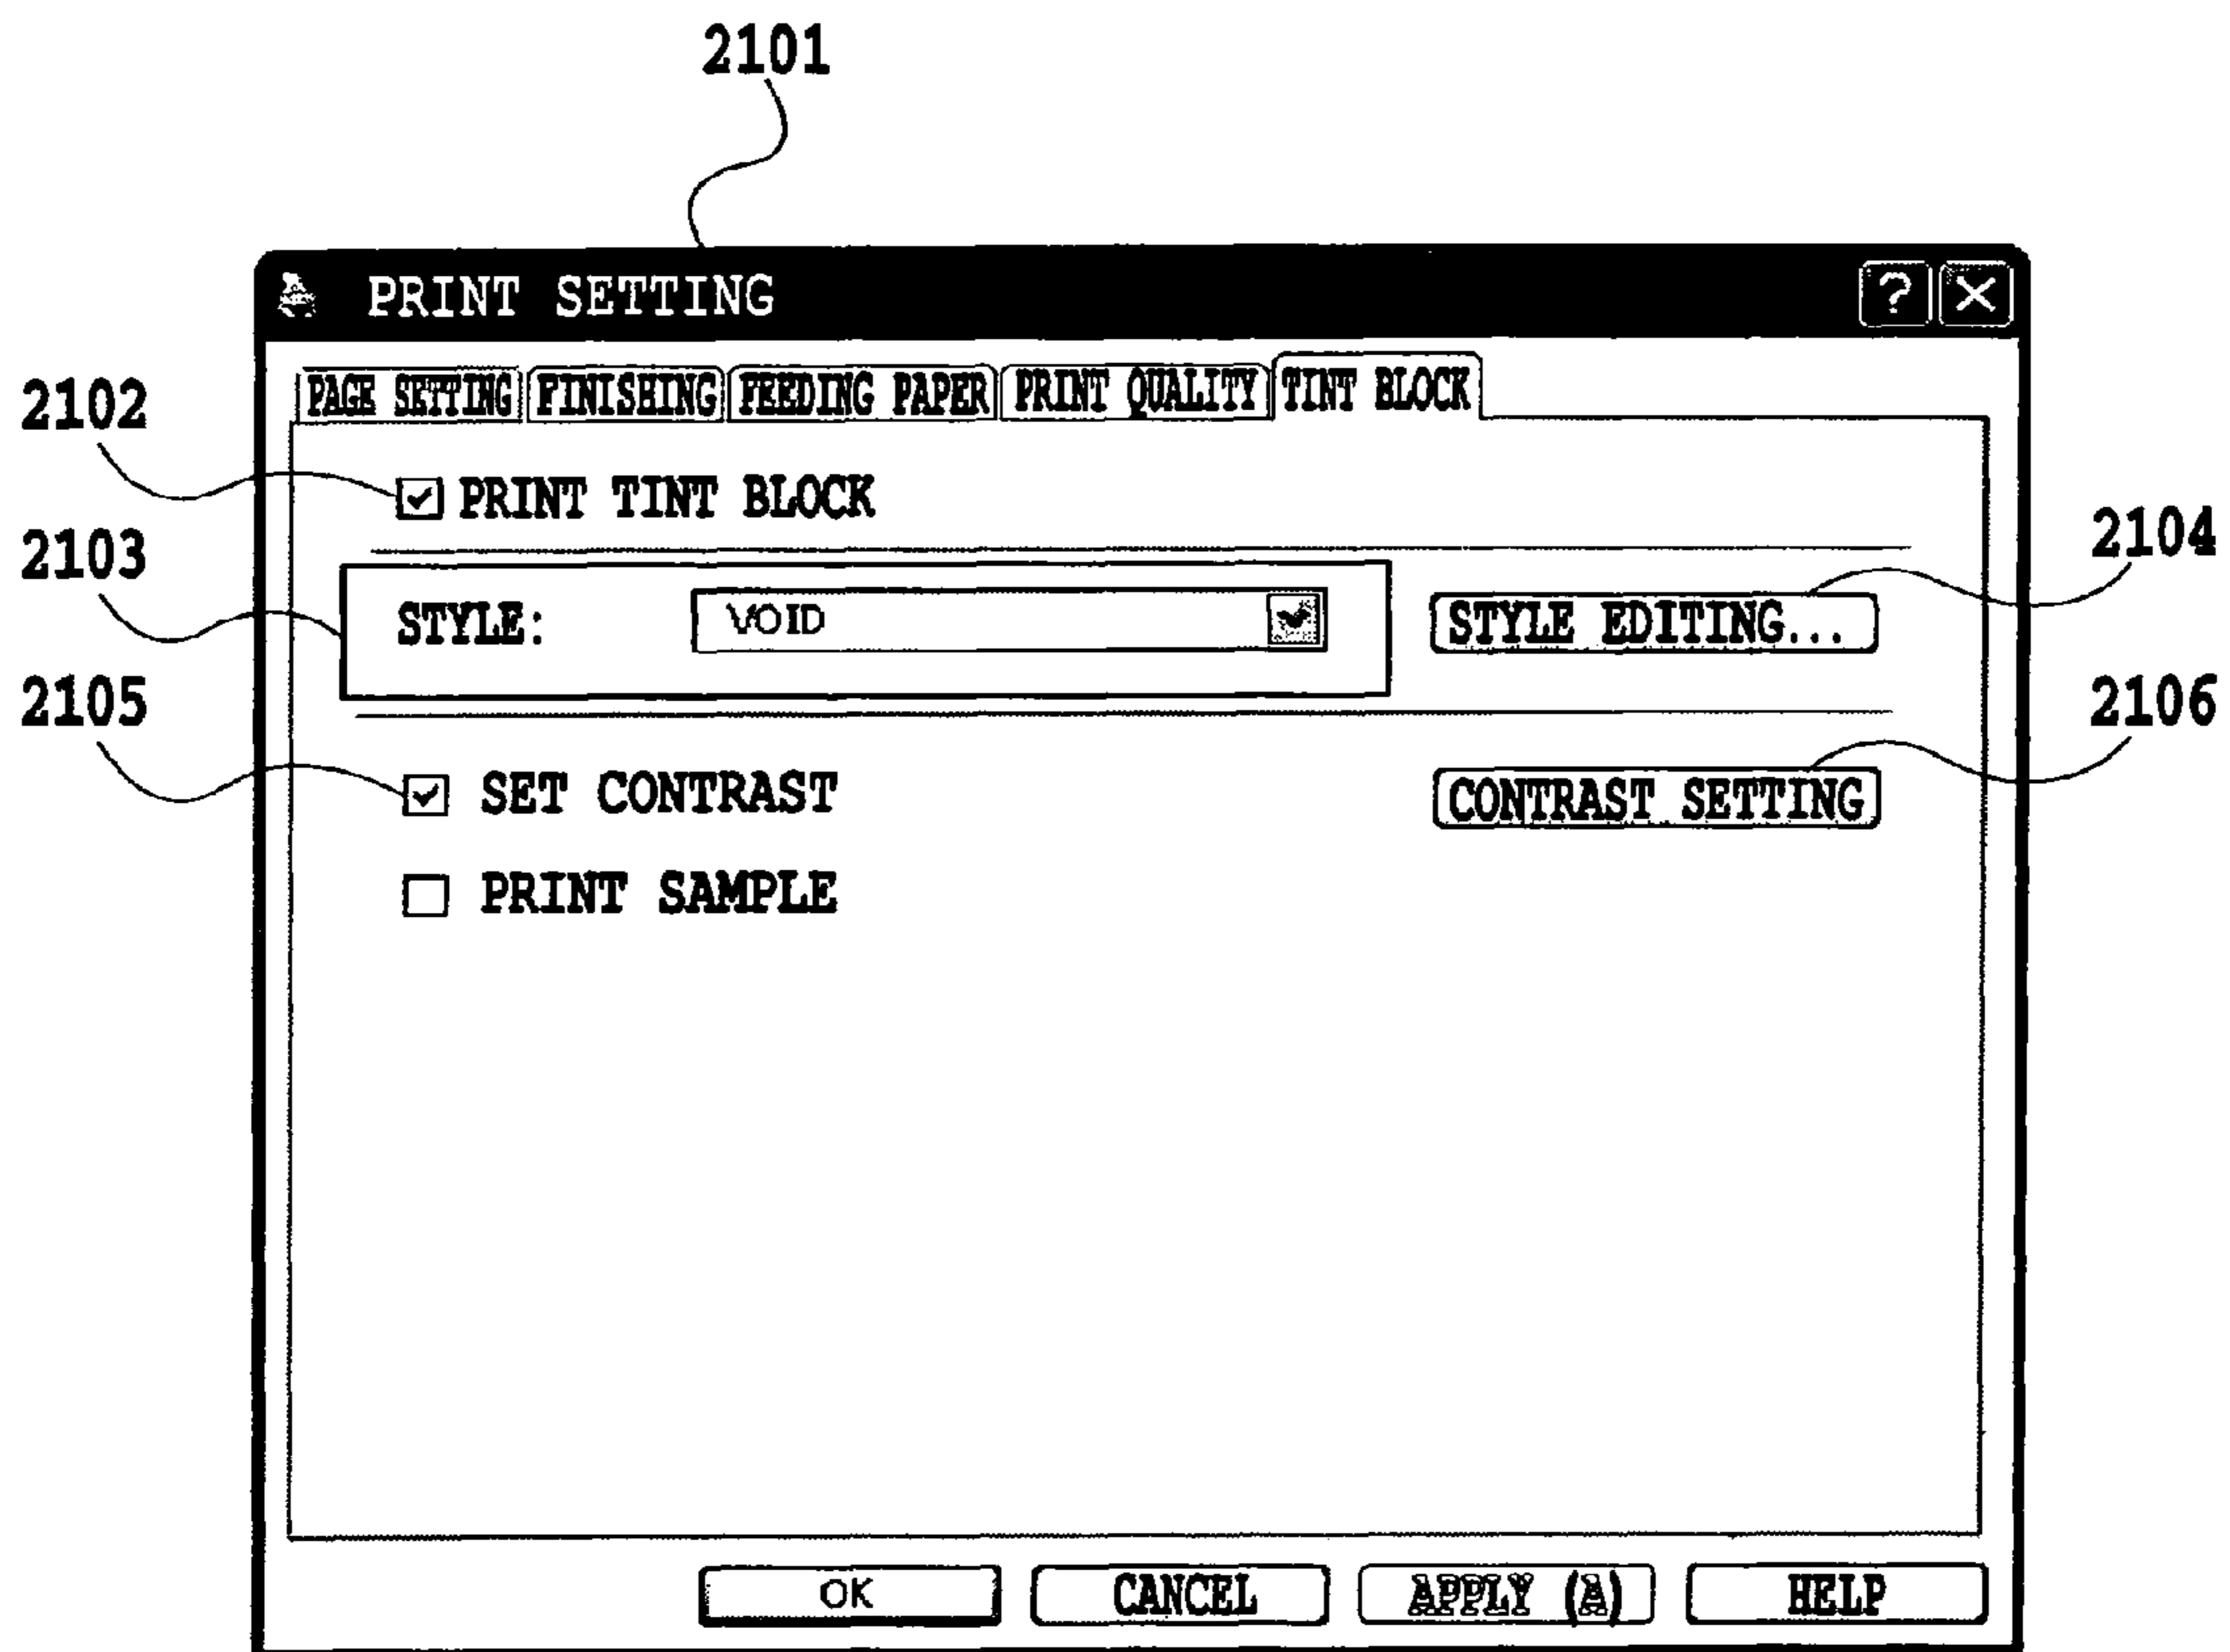 2101
PRINT SETTING ? X
PAGE SETTING FINISHING FEEDING PAPER PRINT QUALITY TINT BLOCK
2102
PRINT TINT BLOCK
2103
2104
STYLE: VOID STYLE EDITING...
2105
2106
SET CONTRAST CONTRAST SETTING
PRINT SAMPLE
OK CANCEL APPLY (A) HELP